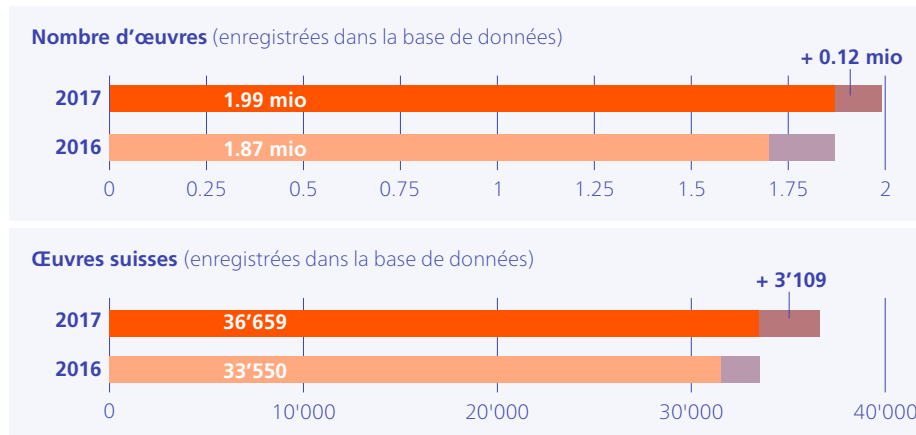 Nombre d’œuvres (enregistrées dans la base de données)
+ 0.12 mio
2017 1.99 mio
2016 1.87 mio
0 0.25 0.5 0.75 1 1.25 1.5 1.75 2
Œuvres suisses (enregistrées dans la base de données)
+ 3’109
2017 36’659
2016 33’550
0 10'000 20'000 30'000 40'000